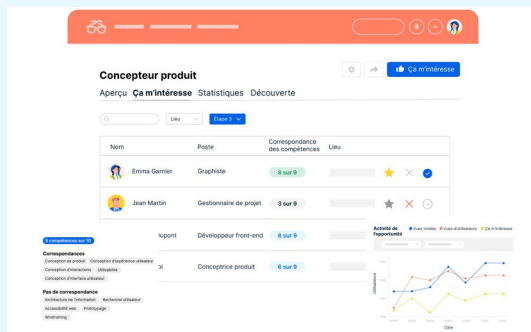 Ça m'intéresse
Concepteur produit
Aperçu Ça m'intéresse Statistiques Découverte
Lieu Étape 3
Nom Poste Correspondance des compétences Lieu
Emma Garnier Graphiste 8 sur 9
Jean Martin Gestionnaire de projet 3 sur 9
Développeur front-end 6 sur 9
Conceptrice produit 6 sur 9
5 compétences sur 10
Correspondances
Conception de produit Conception d'expérience utilisateur
Conception d'interactions Utilisabilité
Conception d'interface utilisateur
Pas de correspondance
Architecture de l'information Recherche utilisateur
Accessibilité web Prototypage
Wireframing
Activité de l'opportunité
Vues totales Vues d'utilisateurs Ça m'intéresse
Utilisateurs
Date